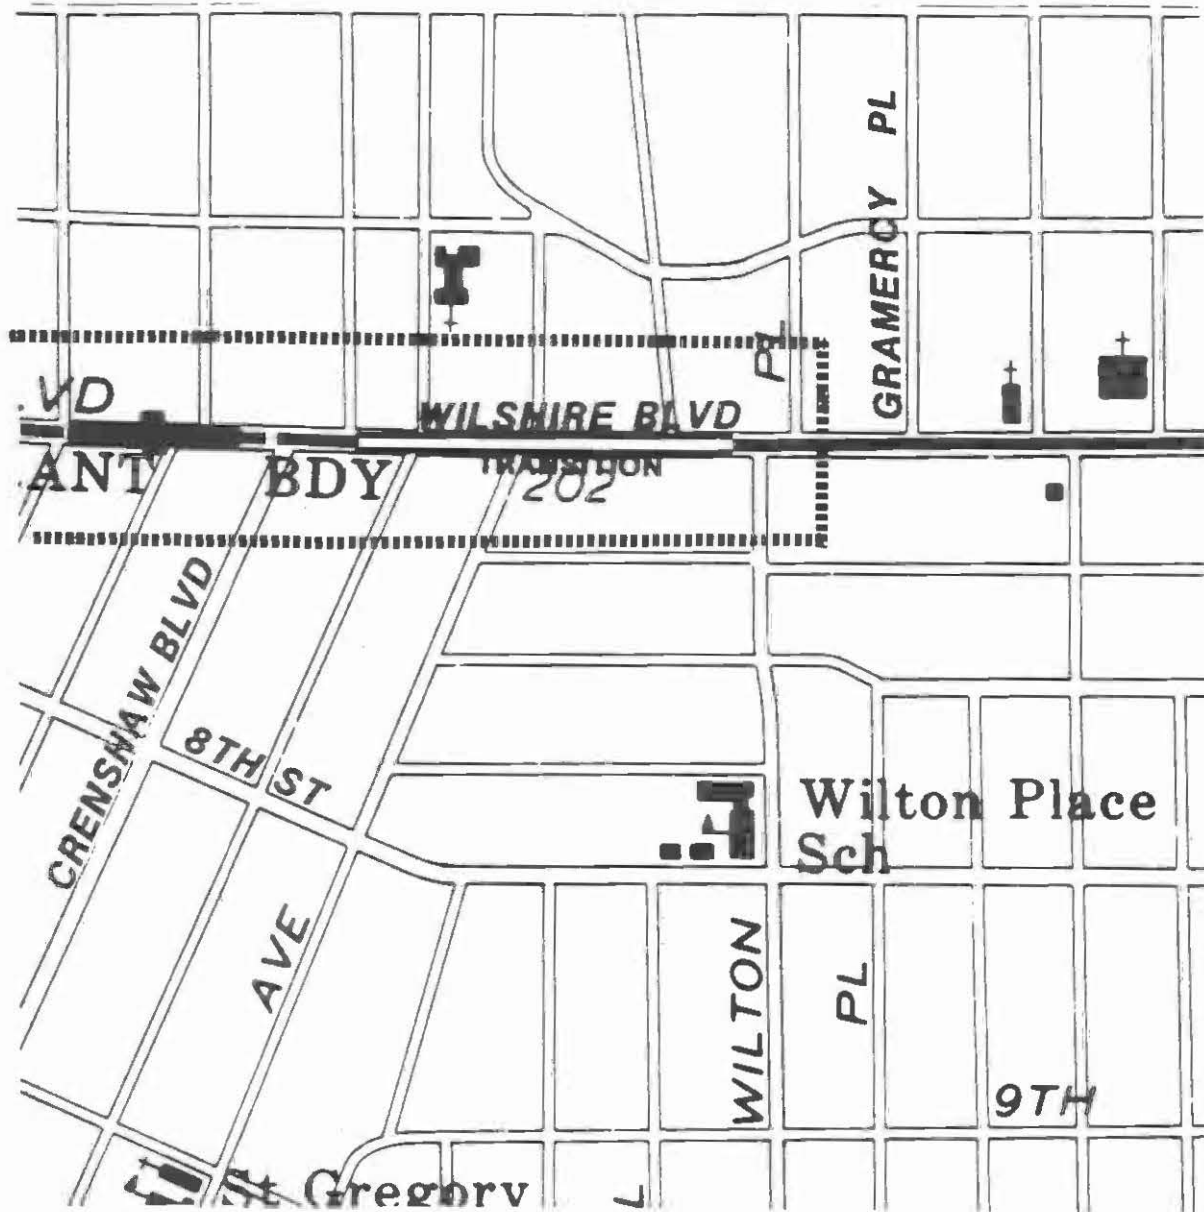 GRAMERCY PL
PL
VD
WILSHIRE BLVD
ANT BDY
TRANSITION
202
CRENSHAW BLVD
8TH ST
Wilton Place
Sch
AVE
WILTON
PL
9TH
St Gregory
L